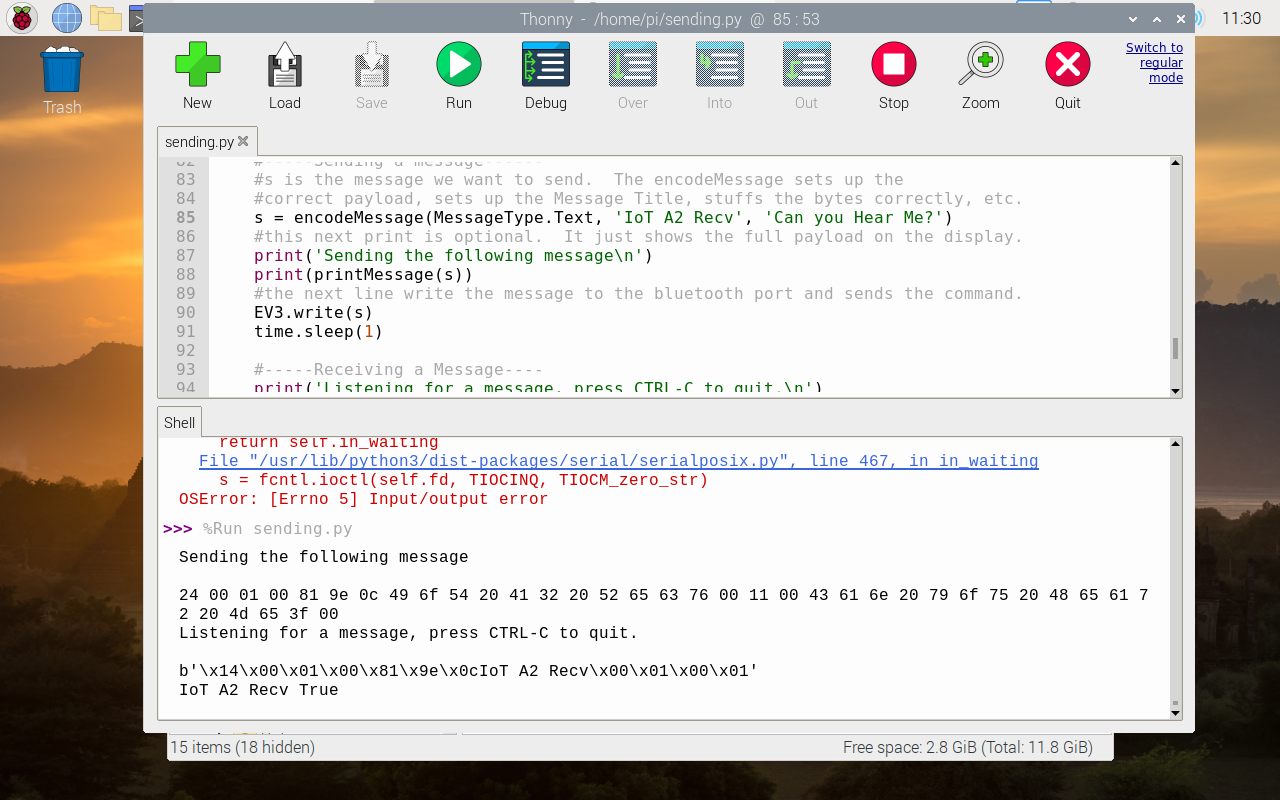 Thonny - /home/pi/sending.py @ 85 : 53
11:30
Trash
New
Load
Save
Run
Debug
Over
Into
Out
Stop
Zoom
Quit
Switch to
regular
mode
sending.py
82 #-----Sending a message------
83 #s is the message we want to send.  The encodeMessage sets up the
84 #correct payload, sets up the Message Title, stuffs the bytes correctly, etc.
85 s = encodeMessage(MessageType.Text, 'IoT A2 Recv', 'Can you Hear Me?')
86 #this next print is optional.  It just shows the full payload on the display.
87 print('Sending the following message\n')
88 print(printMessage(s))
89 #the next line write the message to the bluetooth port and sends the command.
90 EV3.write(s)
91 time.sleep(1)
92
93 #-----Receiving a Message----
94 print('Listening for a message, press CTRL-C to quit.\n')
Shell
return self.in_waiting
File "/usr/lib/python3/dist-packages/serial/serialposix.py", line 467, in in_waiting
s = fcntl.ioctl(self.fd, TIOCINQ, TIOCM_zero_str)
OSError: [Errno 5] Input/output error
>>> %Run sending.py
Sending the following message
24 00 01 00 81 9e 0c 49 6f 54 20 41 32 20 52 65 63 76 00 11 00 43 61 6e 20 79 6f 75 20 48 65 61 7
2 20 4d 65 3f 00
Listening for a message, press CTRL-C to quit.
b'\x14\x00\x01\x00\x81\x9e\x0cIoT A2 Recv\x00\x01\x00\x01'
IoT A2 Recv True
15 items (18 hidden)
Free space: 2.8 GiB (Total: 11.8 GiB)